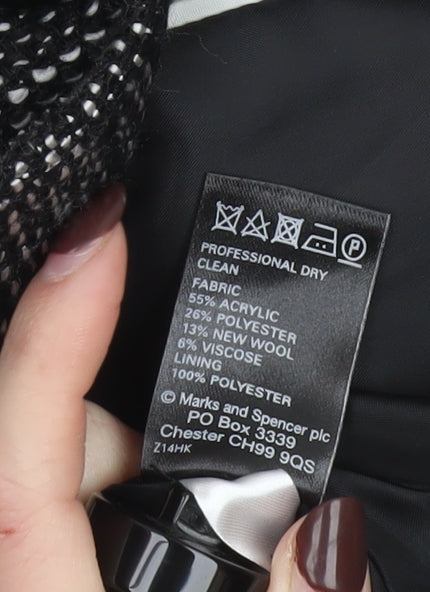 P
PROFESSIONAL DRY
CLEAN
FABRIC
55% ACRYLIC
26% POLYESTER
13% NEW WOOL
6% VISCOSE
LINING
100% POLYESTER
© Marks and Spencer plc
PO Box 3339
Chester CH99 9QS
Z14HK